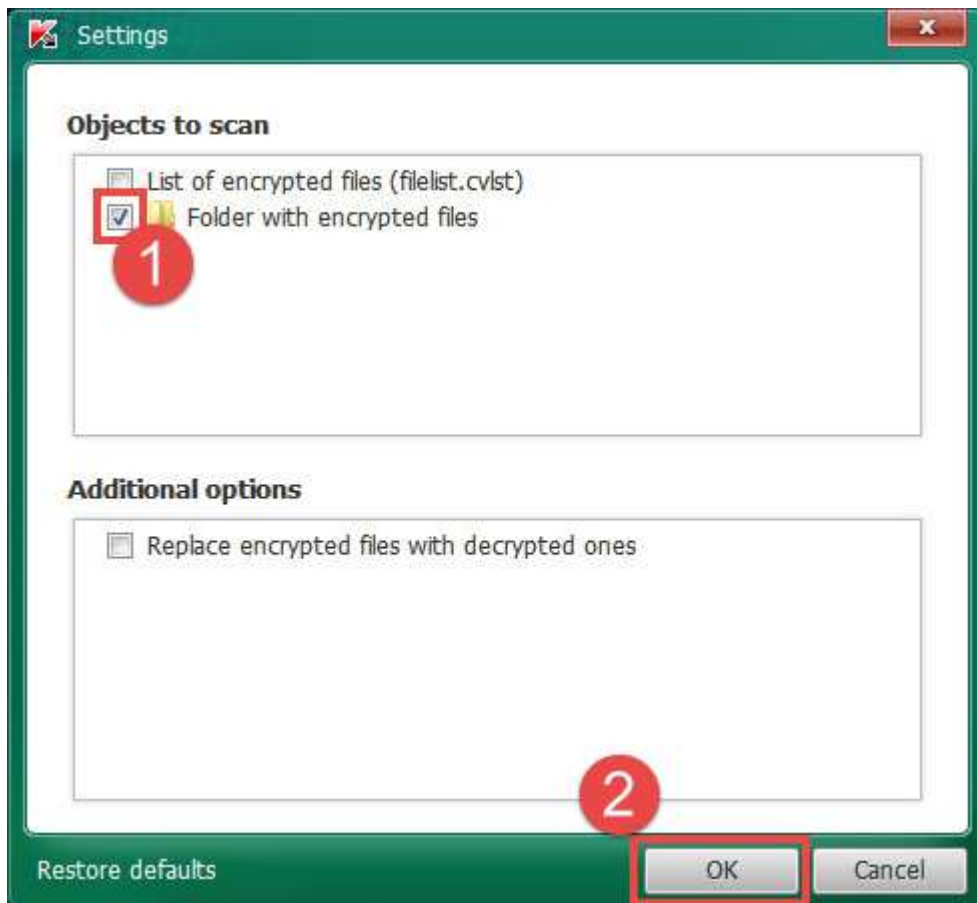 Settings
Objects to scan
List of encrypted files (filelist.cvlst)
Folder with encrypted files
1
Additional options
Replace encrypted files with decrypted ones
2
Restore defaults
OK
Cancel